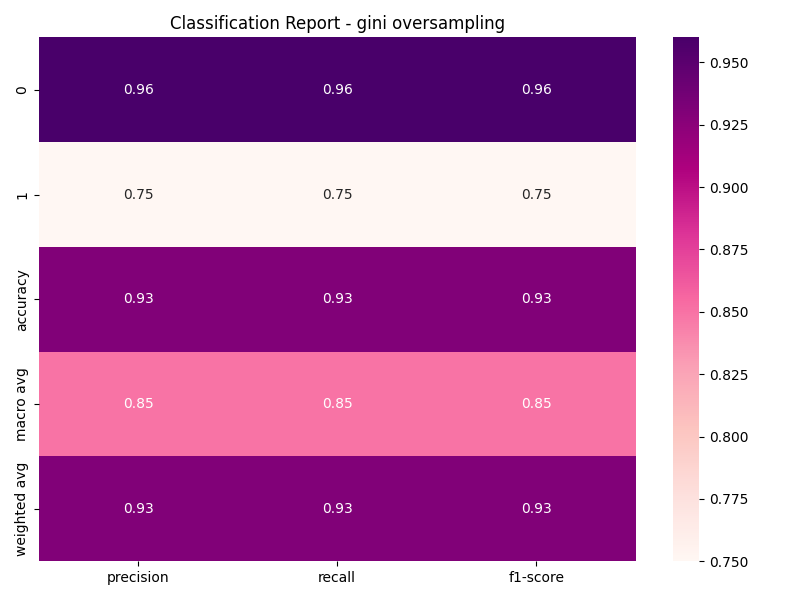 Classification Report - gini oversampling
0 0.96 0.96 0.96
1 0.75 0.75 0.75
accuracy 0.93 0.93 0.93
macro avg 0.85 0.85 0.85
weighted avg 0.93 0.93 0.93
precision recall f1-score
0.950
0.925
0.900
0.875
0.850
0.825
0.800
0.775
0.750